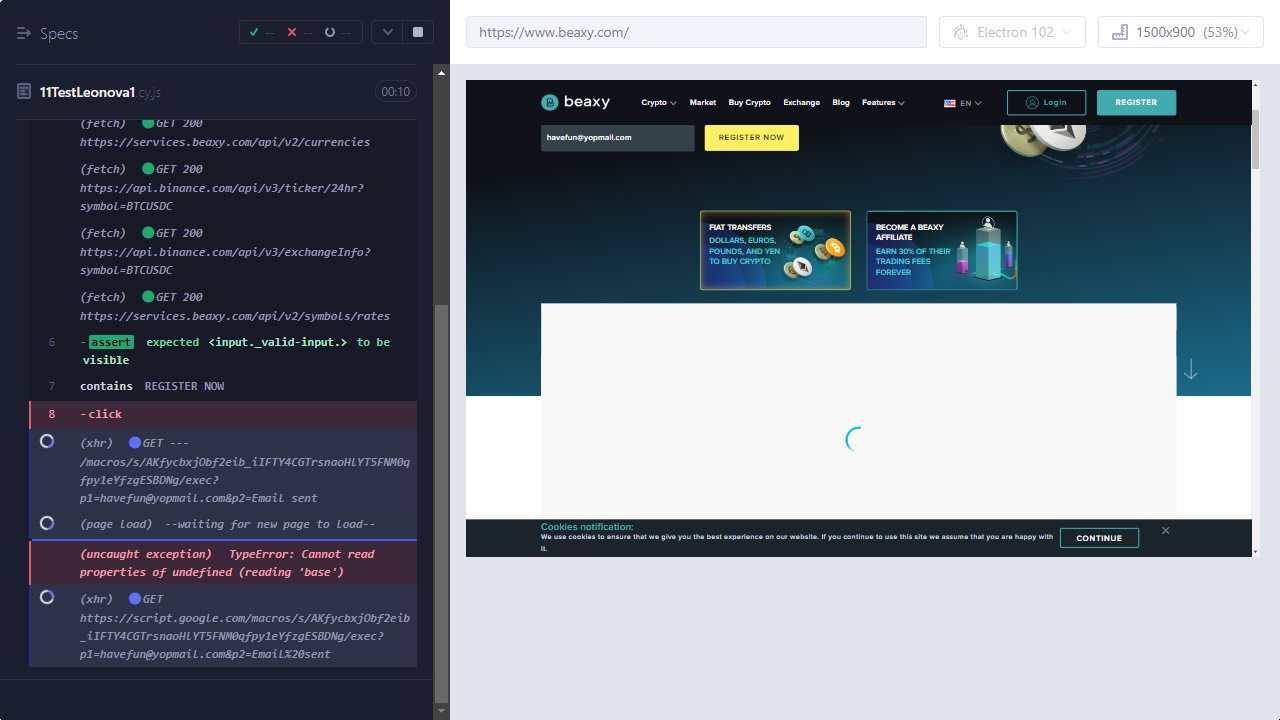 Specs
--
--
--
11TestLeonova1.cy.js
00:10
(fetch) GET 200
https://services.beaxy.com/api/v2/currencies
(fetch) GET 200
https://api.binance.com/api/v3/ticker/24hr?
symbol=BTCUSDC
(fetch) GET 200
https://api.binance.com/api/v3/exchangeInfo?
symbol=BTCUSDC
(fetch) GET 200
https://services.beaxy.com/api/v2/symbols/rates
6 -assert expected <input._valid-input.> to be
visible
7 contains REGISTER NOW
8 -click
(xhr) GET ---
/macros/s/AKfycbxjObf2eib_iIFTY4CGTrsnaoHlYT5FNM0q
fpy1eYfzgESBDNg/exec?
p1=havefun@yopmail.com&p2=Email sent
(page load) --waiting for new page to load--
(uncaught exception) TypeError: Cannot read
properties of undefined (reading 'base')
(xhr) GET
https://script.google.com/macros/s/AKfycbxjObf2eib
_iIFTY4CGTrsnaoHlYT5FNM0qfpy1eYfzgESBDNg/exec?
p1=havefun@yopmail.com&p2=Email%20sent
https://www.beaxy.com/
Electron 102
1500x900 (53%)
beaxy
Crypto
Market
Buy Crypto
Exchange
Blog
Features
EN
Login
REGISTER
havefun@yopmail.com
REGISTER NOW
FIAT TRANSFERS
DOLLARS, EUROS,
POUNDS, AND YEN
TO BUY CRYPTO
BECOME A BEAXY
AFFILIATE
EARN 30% OF THEIR
TRADING FEES
FOREVER
Cookies notification:
We use cookies to ensure that we give you the best experience on our website. If you continue to use this site we assume that you are happy with
it.
CONTINUE